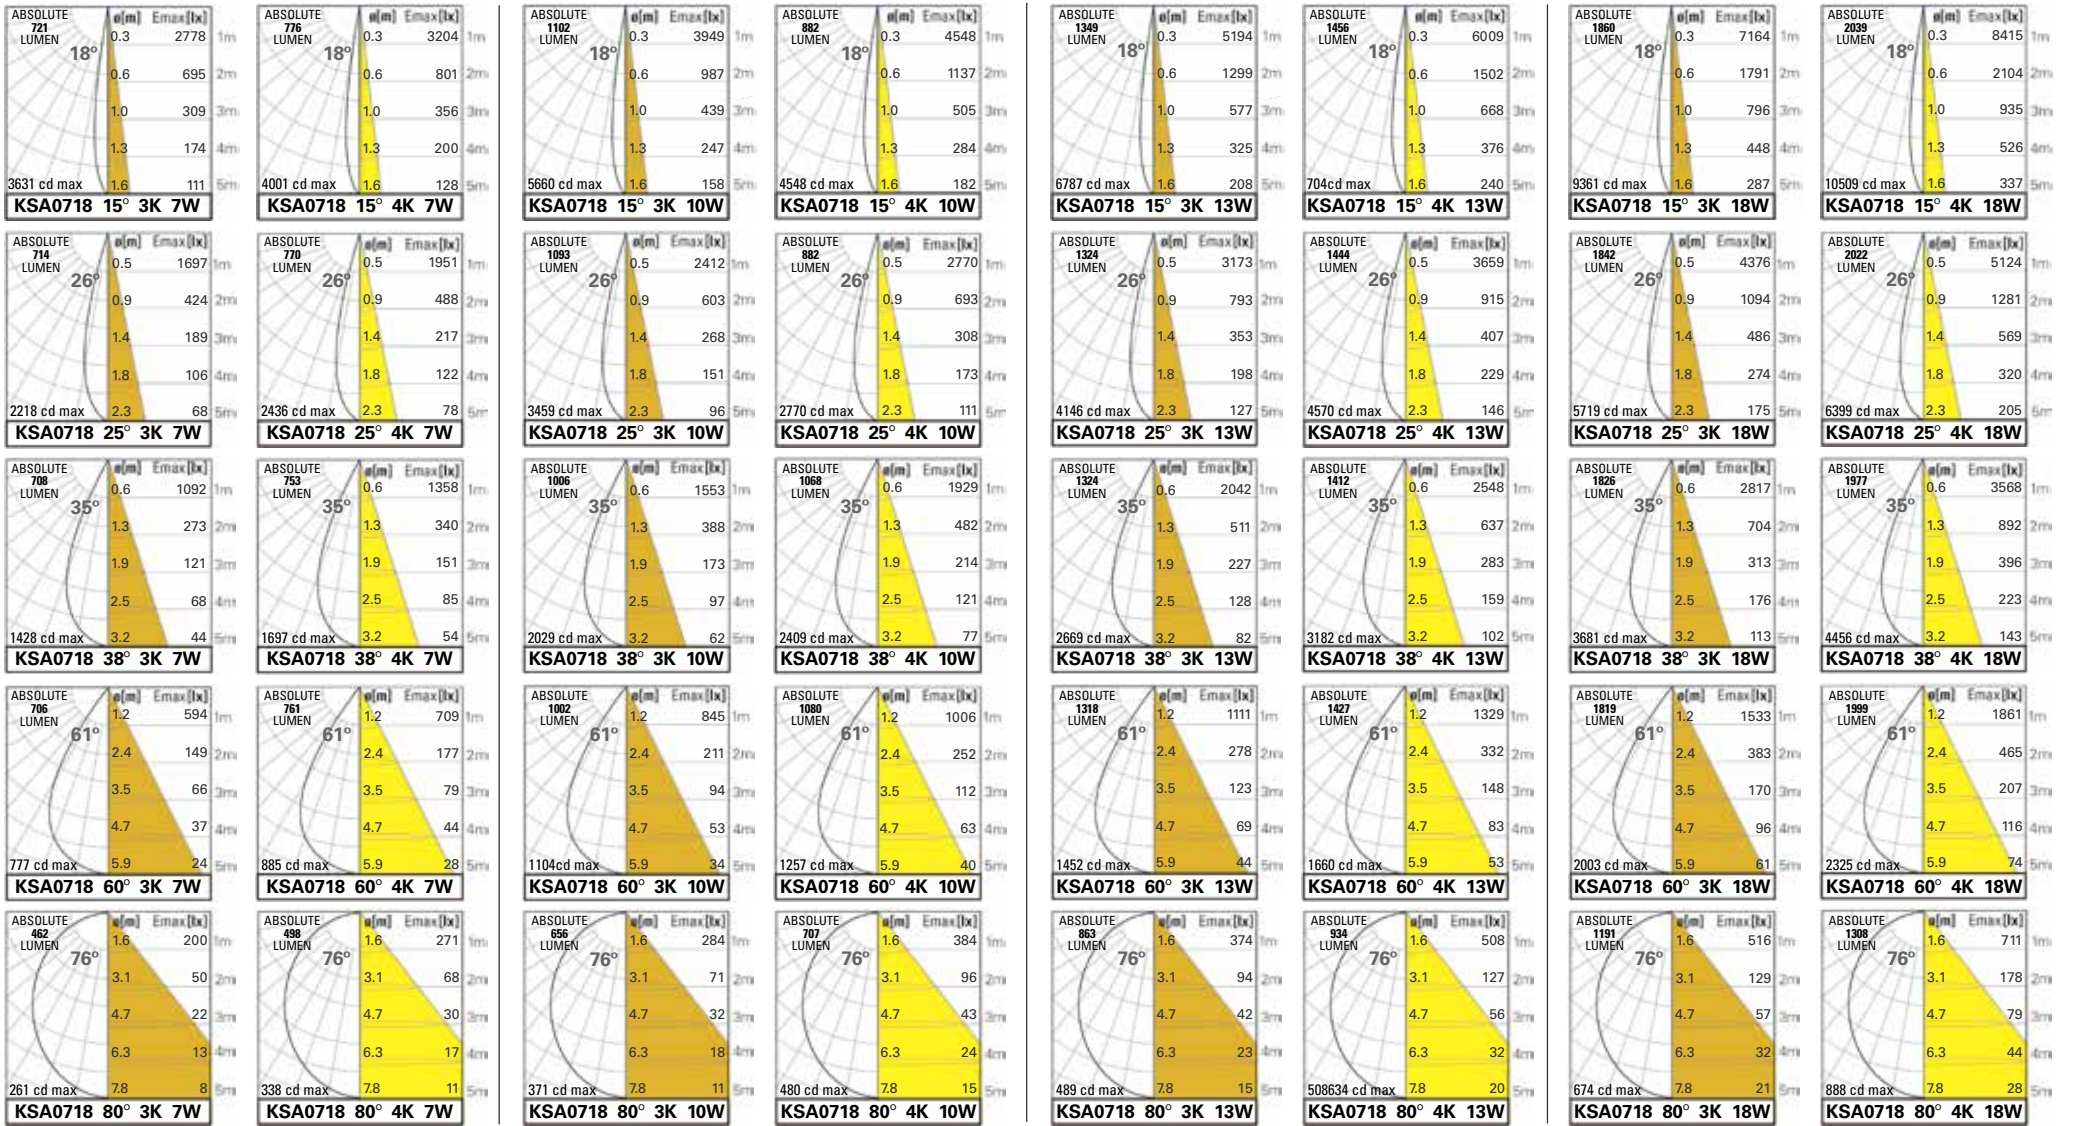 ABSOLUTE ø[m] Emax[lx]
721
LUMEN 0.3 2778 1m
18°
0.6 695 2m
1.0 309 3m
1.3 174 4m
3631 cd max 1.6 111 5m
KSA0718 15° 3K 7W
ABSOLUTE ø[m] Emax[lx]
776
LUMEN 0.3 3204 1m
18°
0.6 801 2m
1.0 356 3m
1.3 200 4m
4001 cd max 1.6 128 5m
KSA0718 15° 4K 7W
ABSOLUTE ø[m] Emax[lx]
1102
LUMEN 0.3 3949 1m
18°
0.6 987 2m
1.0 439 3m
1.3 247 4m
5660 cd max 1.6 158 5m
KSA0718 15° 3K 10W
ABSOLUTE ø[m] Emax[lx]
882
LUMEN 0.3 4548 1m
18°
0.6 1137 2m
1.0 505 3m
1.3 284 4m
4548 cd max 1.6 182 5m
KSA0718 15° 4K 10W
ABSOLUTE ø[m] Emax[lx]
1349
LUMEN 0.3 5194 1m
18°
0.6 1299 2m
1.0 577 3m
1.3 325 4m
6787 cd max 1.6 208 5m
KSA0718 15° 3K 13W
ABSOLUTE ø[m] Emax[lx]
1456
LUMEN 0.3 6009 1m
18°
0.6 1502 2m
1.0 668 3m
1.3 376 4m
704cd max 1.6 240 5m
KSA0718 15° 4K 13W
ABSOLUTE ø[m] Emax[lx]
1860
LUMEN 0.3 7164 1m
18°
0.6 1791 2m
1.0 796 3m
1.3 448 4m
9361 cd max 1.6 287 5m
KSA0718 15° 3K 18W
ABSOLUTE ø[m] Emax[lx]
2039
LUMEN 0.3 8415 1m
18°
0.6 2104 2m
1.0 935 3m
1.3 526 4m
10509 cd max 1.6 337 5m
KSA0718 15° 4K 18W
ABSOLUTE ø[m] Emax[lx]
714
LUMEN 0.5 1697 1m
26°
0.9 424 2m
1.4 189 3m
1.8 106 4m
2218 cd max 2.3 68 5m
KSA0718 25° 3K 7W
ABSOLUTE ø[m] Emax[lx]
770
LUMEN 0.5 1951 1m
26°
0.9 488 2m
1.4 217 3m
1.8 122 4m
2436 cd max 2.3 78 5m
KSA0718 25° 4K 7W
ABSOLUTE ø[m] Emax[lx]
1093
LUMEN 0.5 2412 1m
26°
0.9 603 2m
1.4 268 3m
1.8 151 4m
3459 cd max 2.3 96 5m
KSA0718 25° 3K 10W
ABSOLUTE ø[m] Emax[lx]
882
LUMEN 0.5 2770 1m
26°
0.9 693 2m
1.4 308 3m
1.8 173 4m
2770 cd max 2.3 111 5m
KSA0718 25° 4K 10W
ABSOLUTE ø[m] Emax[lx]
1324
LUMEN 0.5 3173 1m
26°
0.9 793 2m
1.4 353 3m
1.8 198 4m
4146 cd max 2.3 127 5m
KSA0718 25° 3K 13W
ABSOLUTE ø[m] Emax[lx]
1444
LUMEN 0.5 3659 1m
26°
0.9 915 2m
1.4 407 3m
1.8 229 4m
4570 cd max 2.3 146 5m
KSA0718 25° 4K 13W
ABSOLUTE ø[m] Emax[lx]
1842
LUMEN 0.5 4376 1m
26°
0.9 1094 2m
1.4 486 3m
1.8 274 4m
5719 cd max 2.3 175 5m
KSA0718 25° 3K 18W
ABSOLUTE ø[m] Emax[lx]
2022
LUMEN 0.5 5124 1m
26°
0.9 1281 2m
1.4 569 3m
1.8 320 4m
6399 cd max 2.3 205 5m
KSA0718 25° 4K 18W
ABSOLUTE ø[m] Emax[lx]
708
LUMEN 0.6 1092 1m
35°
1.3 273 2m
1.9 121 3m
2.5 68 4m
1428 cd max 3.2 44 5m
KSA0718 38° 3K 7W
ABSOLUTE ø[m] Emax[lx]
753
LUMEN 0.6 1358 1m
35°
1.3 340 2m
1.9 151 3m
2.5 85 4m
1697 cd max 3.2 54 5m
KSA0718 38° 4K 7W
ABSOLUTE ø[m] Emax[lx]
1006
LUMEN 0.6 1553 1m
35°
1.3 388 2m
1.9 173 3m
2.5 97 4m
2029 cd max 3.2 62 5m
KSA0718 38° 3K 10W
ABSOLUTE ø[m] Emax[lx]
1068
LUMEN 0.6 1929 1m
35°
1.3 482 2m
1.9 214 3m
2.5 121 4m
2409 cd max 3.2 77 5m
KSA0718 38° 4K 10W
ABSOLUTE ø[m] Emax[lx]
1324
LUMEN 0.6 2042 1m
35°
1.3 511 2m
1.9 227 3m
2.5 128 4m
2669 cd max 3.2 82 5m
KSA0718 38° 3K 13W
ABSOLUTE ø[m] Emax[lx]
1412
LUMEN 0.6 2548 1m
35°
1.3 637 2m
1.9 283 3m
2.5 159 4m
3182 cd max 3.2 102 5m
KSA0718 38° 4K 13W
ABSOLUTE ø[m] Emax[lx]
1826
LUMEN 0.6 2817 1m
35°
1.3 704 2m
1.9 313 3m
2.5 176 4m
3681 cd max 3.2 113 5m
KSA0718 38° 3K 18W
ABSOLUTE ø[m] Emax[lx]
1977
LUMEN 0.6 3568 1m
35°
1.3 892 2m
1.9 396 3m
2.5 223 4m
4456 cd max 3.2 143 5m
KSA0718 38° 4K 18W
ABSOLUTE ø[m] Emax[lx]
706
LUMEN 1.2 594 1m
61°
2.4 149 2m
3.5 66 3m
4.7 37 4m
777 cd max 5.9 24 5m
KSA0718 60° 3K 7W
ABSOLUTE ø[m] Emax[lx]
761
LUMEN 1.2 709 1m
61°
2.4 177 2m
3.5 79 3m
4.7 44 4m
885 cd max 5.9 28 5m
KSA0718 60° 4K 7W
ABSOLUTE ø[m] Emax[lx]
1002
LUMEN 1.2 845 1m
61°
2.4 211 2m
3.5 94 3m
4.7 53 4m
1104cd max 5.9 34 5m
KSA0718 60° 3K 10W
ABSOLUTE ø[m] Emax[lx]
1080
LUMEN 1.2 1006 1m
61°
2.4 252 2m
3.5 112 3m
4.7 63 4m
1257 cd max 5.9 40 5m
KSA0718 60° 4K 10W
ABSOLUTE ø[m] Emax[lx]
1318
LUMEN 1.2 1111 1m
61°
2.4 278 2m
3.5 123 3m
4.7 69 4m
1452 cd max 5.9 44 5m
KSA0718 60° 3K 13W
ABSOLUTE ø[m] Emax[lx]
1427
LUMEN 1.2 1329 1m
61°
2.4 332 2m
3.5 148 3m
4.7 83 4m
1660 cd max 5.9 53 5m
KSA0718 60° 4K 13W
ABSOLUTE ø[m] Emax[lx]
1819
LUMEN 1.2 1533 1m
61°
2.4 383 2m
3.5 170 3m
4.7 96 4m
2003 cd max 5.9 61 5m
KSA0718 60° 3K 18W
ABSOLUTE ø[m] Emax[lx]
1999
LUMEN 1.2 1861 1m
61°
2.4 465 2m
3.5 207 3m
4.7 116 4m
2325 cd max 5.9 74 5m
KSA0718 60° 4K 18W
ABSOLUTE ø[m] Emax[lx]
462
LUMEN 1.6 200 1m
76°
3.1 50 2m
4.7 22 3m
6.3 13 4m
261 cd max 7.8 8 5m
KSA0718 80° 3K 7W
ABSOLUTE ø[m] Emax[lx]
498
LUMEN 1.6 271 1m
76°
3.1 68 2m
4.7 30 3m
6.3 17 4m
338 cd max 7.8 11 5m
KSA0718 80° 4K 7W
ABSOLUTE ø[m] Emax[lx]
656
LUMEN 1.6 284 1m
76°
3.1 71 2m
4.7 32 3m
6.3 18 4m
371 cd max 7.8 11 5m
KSA0718 80° 3K 10W
ABSOLUTE ø[m] Emax[lx]
707
LUMEN 1.6 384 1m
76°
3.1 96 2m
4.7 43 3m
6.3 24 4m
480 cd max 7.8 15 5m
KSA0718 80° 4K 10W
ABSOLUTE ø[m] Emax[lx]
863
LUMEN 1.6 374 1m
76°
3.1 94 2m
4.7 42 3m
6.3 23 4m
489 cd max 7.8 15 5m
KSA0718 80° 3K 13W
ABSOLUTE ø[m] Emax[lx]
934
LUMEN 1.6 508 1m
76°
3.1 127 2m
4.7 56 3m
6.3 32 4m
508634 cd max 7.8 20 5m
KSA0718 80° 4K 13W
ABSOLUTE ø[m] Emax[lx]
1191
LUMEN 1.6 516 1m
76°
3.1 129 2m
4.7 57 3m
6.3 32 4m
674 cd max 7.8 21 5m
KSA0718 80° 3K 18W
ABSOLUTE ø[m] Emax[lx]
1308
LUMEN 1.6 711 1m
76°
3.1 178 2m
4.7 79 3m
6.3 44 4m
888 cd max 7.8 28 5m
KSA0718 80° 4K 18W